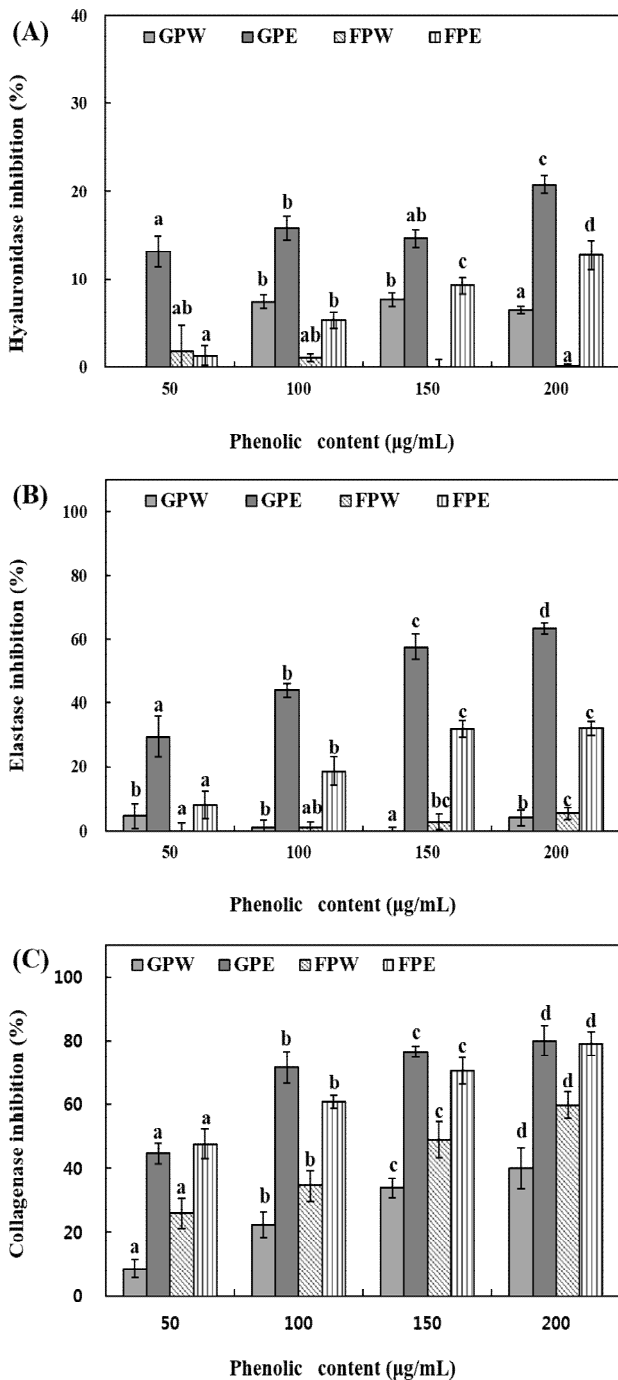 (A)
GPW GPE FPW FPE
Hyaluronidase inhibition (%)
40
30
20
10
0
a
ab
a
b
b
ab
b
b
ab
c
a
c
a
d
50 100 150 200
Phenolic content (µg/mL)
(B)
GPW GPE FPW FPE
Elastase inhibition (%)
100
80
60
40
20
0
b
a
a
a
b
b
ab
b
a
c
bc
c
b
d
c
c
50 100 150 200
Phenolic content (µg/mL)
(C)
GPW GPE FPW FPE
Collagenase inhibition (%)
100
80
60
40
20
0
a
a
a
a
b
b
b
b
c
c
c
c
d
d
d
d
50 100 150 200
Phenolic content (µg/mL)